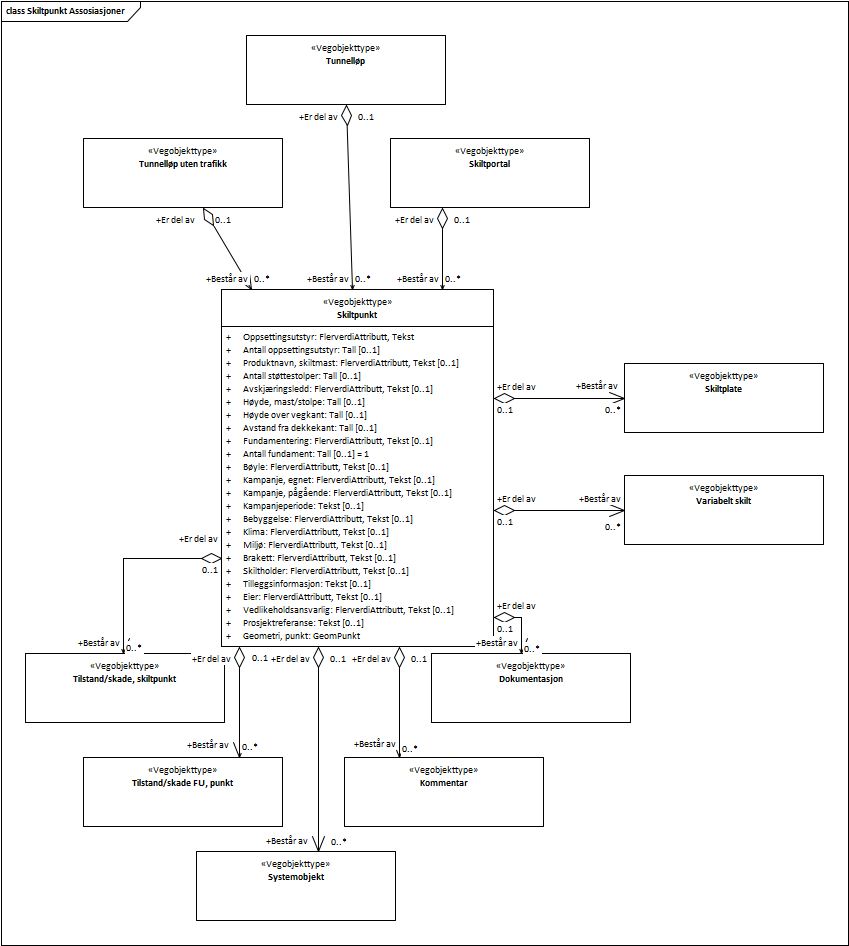 class Skiltpunkt Assosiasjoner
«Vegobjekttype»
Tunnelløp
+Er del av 0..1
«Vegobjekttype»
Tunnelløp uten trafikk
«Vegobjekttype»
Skiltportal
+Er del av 0..1
+Er del av 0..1
+Består av 0..*
+Består av 0..*
+Består av 0..*
«Vegobjekttype»
Skiltpunkt
+ Oppsettingsutstyr: FlerverdiAttributt, Tekst
+ Antall oppsettingsutstyr: Tall [0..1]
+ Produktnavn, skiltmast: FlerverdiAttributt, Tekst [0..1]
+ Antall støttestolper: Tall [0..1]
+ Avskjæringsledd: FlerverdiAttributt, Tekst [0..1]
+ Høyde, mast/stolpe: Tall [0..1]
+ Høyde over vegkant: Tall [0..1]
+ Avstand fra dekkekant: Tall [0..1]
+ Fundamentering: FlerverdiAttributt, Tekst [0..1]
+ Antall fundament: Tall [0..1] = 1
+ Bøyle: FlerverdiAttributt, Tekst [0..1]
+ Kampanje, egnet: FlerverdiAttributt, Tekst [0..1]
+ Kampanje, pågående: FlerverdiAttributt, Tekst [0..1]
+ Kampanjeperiode: Tekst [0..1]
+ Bebyggelse: FlerverdiAttributt, Tekst [0..1]
+ Klima: FlerverdiAttributt, Tekst [0..1]
+ Miljø: FlerverdiAttributt, Tekst [0..1]
+ Brakett: FlerverdiAttributt, Tekst [0..1]
+ Skiltholder: FlerverdiAttributt, Tekst [0..1]
+ Tilleggsinformasjon: Tekst [0..1]
+ Eier: FlerverdiAttributt, Tekst [0..1]
+ Vedlikeholdsansvarlig: FlerverdiAttributt, Tekst [0..1]
+ Prosjektreferanse: Tekst [0..1]
+ Geometri, punkt: GeomPunkt
+Er del av
0..1
+Består av
0..*
«Vegobjekttype»
Skiltplate
+Er del av
0..1
+Består av
0..*
«Vegobjekttype»
Variabelt skilt
+Er del av
0..1
+Består av 0..*
«Vegobjekttype»
Tilstand/skade, skiltpunkt
+Er del av
0..1
+Består av 0..*
«Vegobjekttype»
Dokumentasjon
+Er del av 0..1
+Er del av 0..1
+Er del av 0..1
+Består av 0..*
«Vegobjekttype»
Tilstand/skade FU, punkt
+Består av 0..*
«Vegobjekttype»
Kommentar
+Består av 0..*
«Vegobjekttype»
Systemobjekt